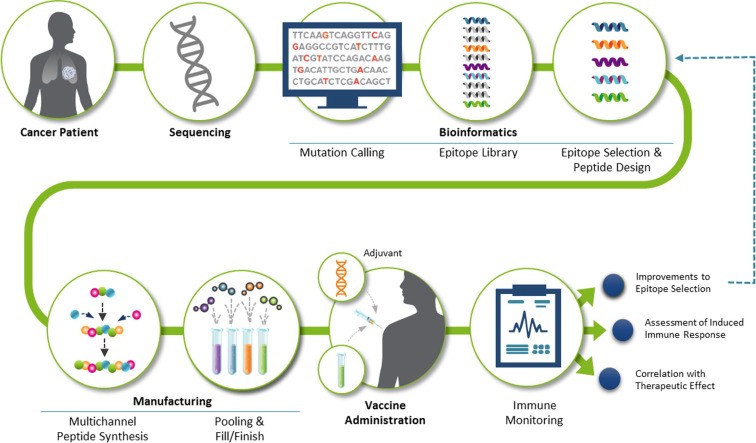 TTCAAGTCAGGTTCAG
GAGGCCGTCATCTTTG
ATCGTATCCAGACAAG
TGACATTGCTGACAAC
CTGCATCTCGACAGCT
Cancer Patient
Sequencing
Bioinformatics
Mutation Calling
Epitope Library
Epitope Selection &
Peptide Design
Adjuvant
Improvements to
Epitope Selection
Assessment of Induced
Immune Response
Correlation with
Therapeutic Effect
Manufacturing
Multichannel
Peptide Synthesis
Pooling &
Fill/Finish
Vaccine
Administration
Immune
Monitoring